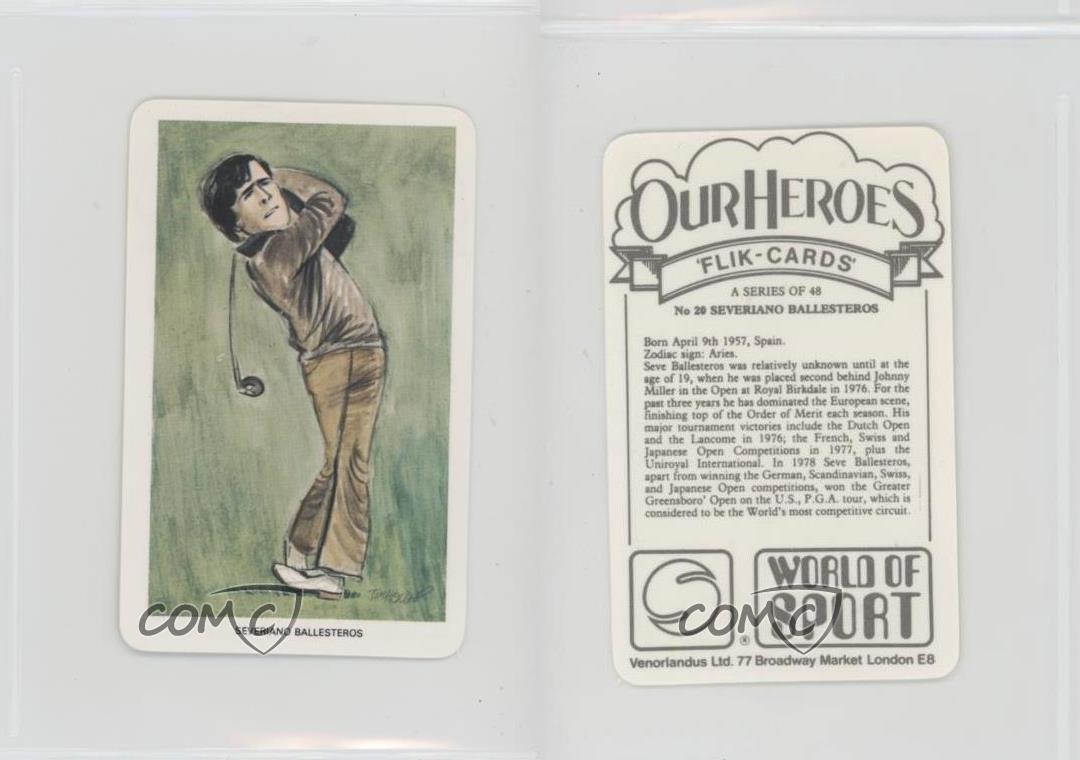 SEVERIANO BALLESTEROS
COMC
OUR HEROES
'FLIK-CARDS'
A SERIES OF 48
No 20 SEVERIANO BALLESTEROS
Born April 9th 1957, Spain.
Zodiac sign: Aries.
Seve Ballesteros was relatively unknown until at the
age of 19, when he was placed second behind Johnny
Miller in the Open at Royal Birkdale in 1976. For the
past three years he has dominated the European scene,
finishing top of the Order of Merit each season. His
major tournament victories include the Dutch Open
and the Lancome in 1976; the French, Swiss and
Japanese Open Competitions in 1977, plus the
Uniroyal International. In 1978 Seve Ballesteros,
apart from winning the German, Scandinavian, Swiss,
and Japanese Open competitions, won the Greater
Greensboro' Open on the U.S., P.G.A. tour, which is
considered to be the World's most competitive circuit.
WORLD OF
SPORT
®
COMC
Venorlandus Ltd. 77 Broadway Market London E8